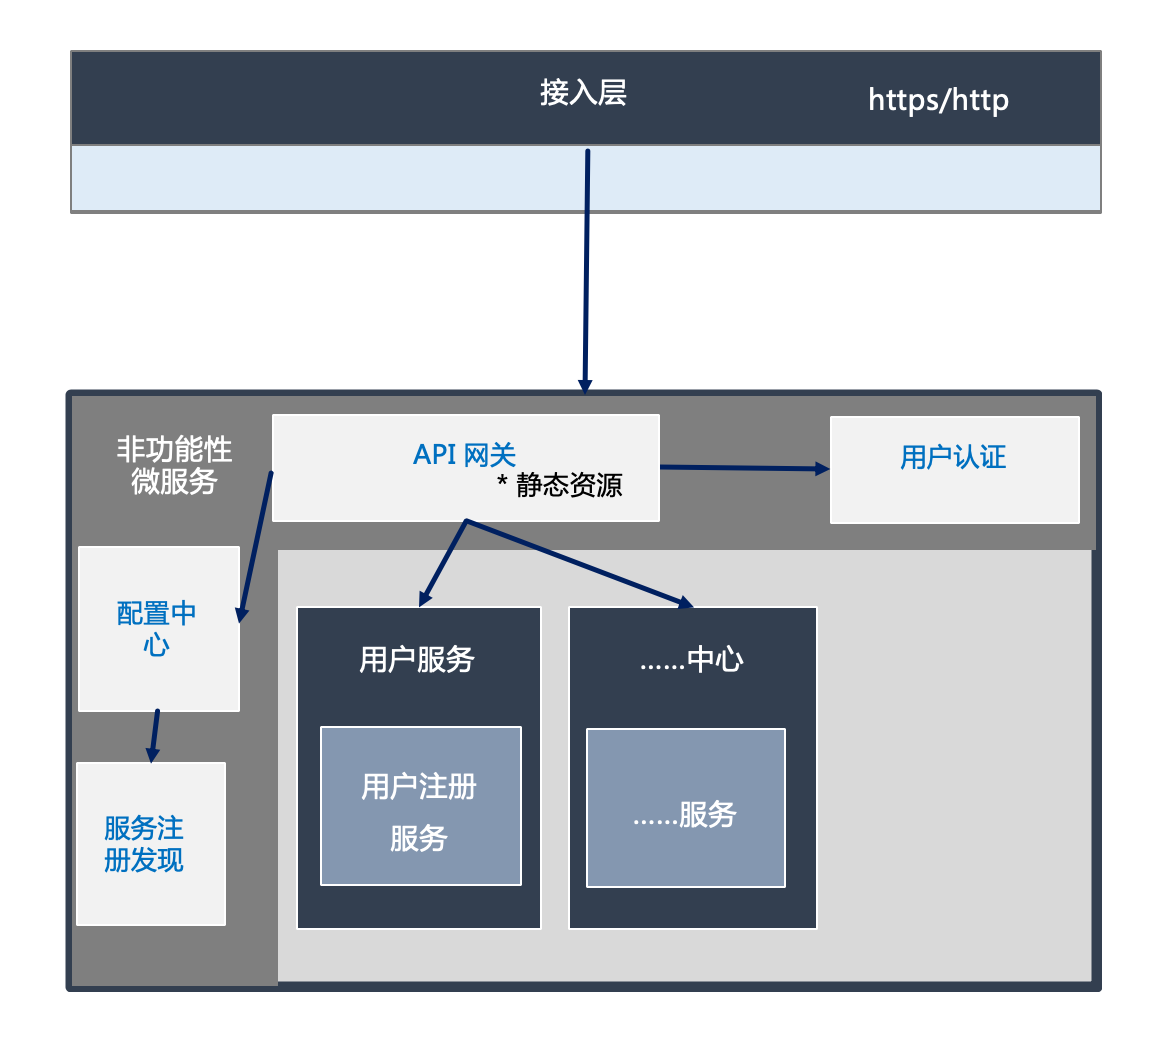 接入层
https/http
非功能性
微服务
API 网关
* 静态资源
用户认证
配置中
心
服务注
册发现
用户服务
用户注册
服务
……中心
……服务